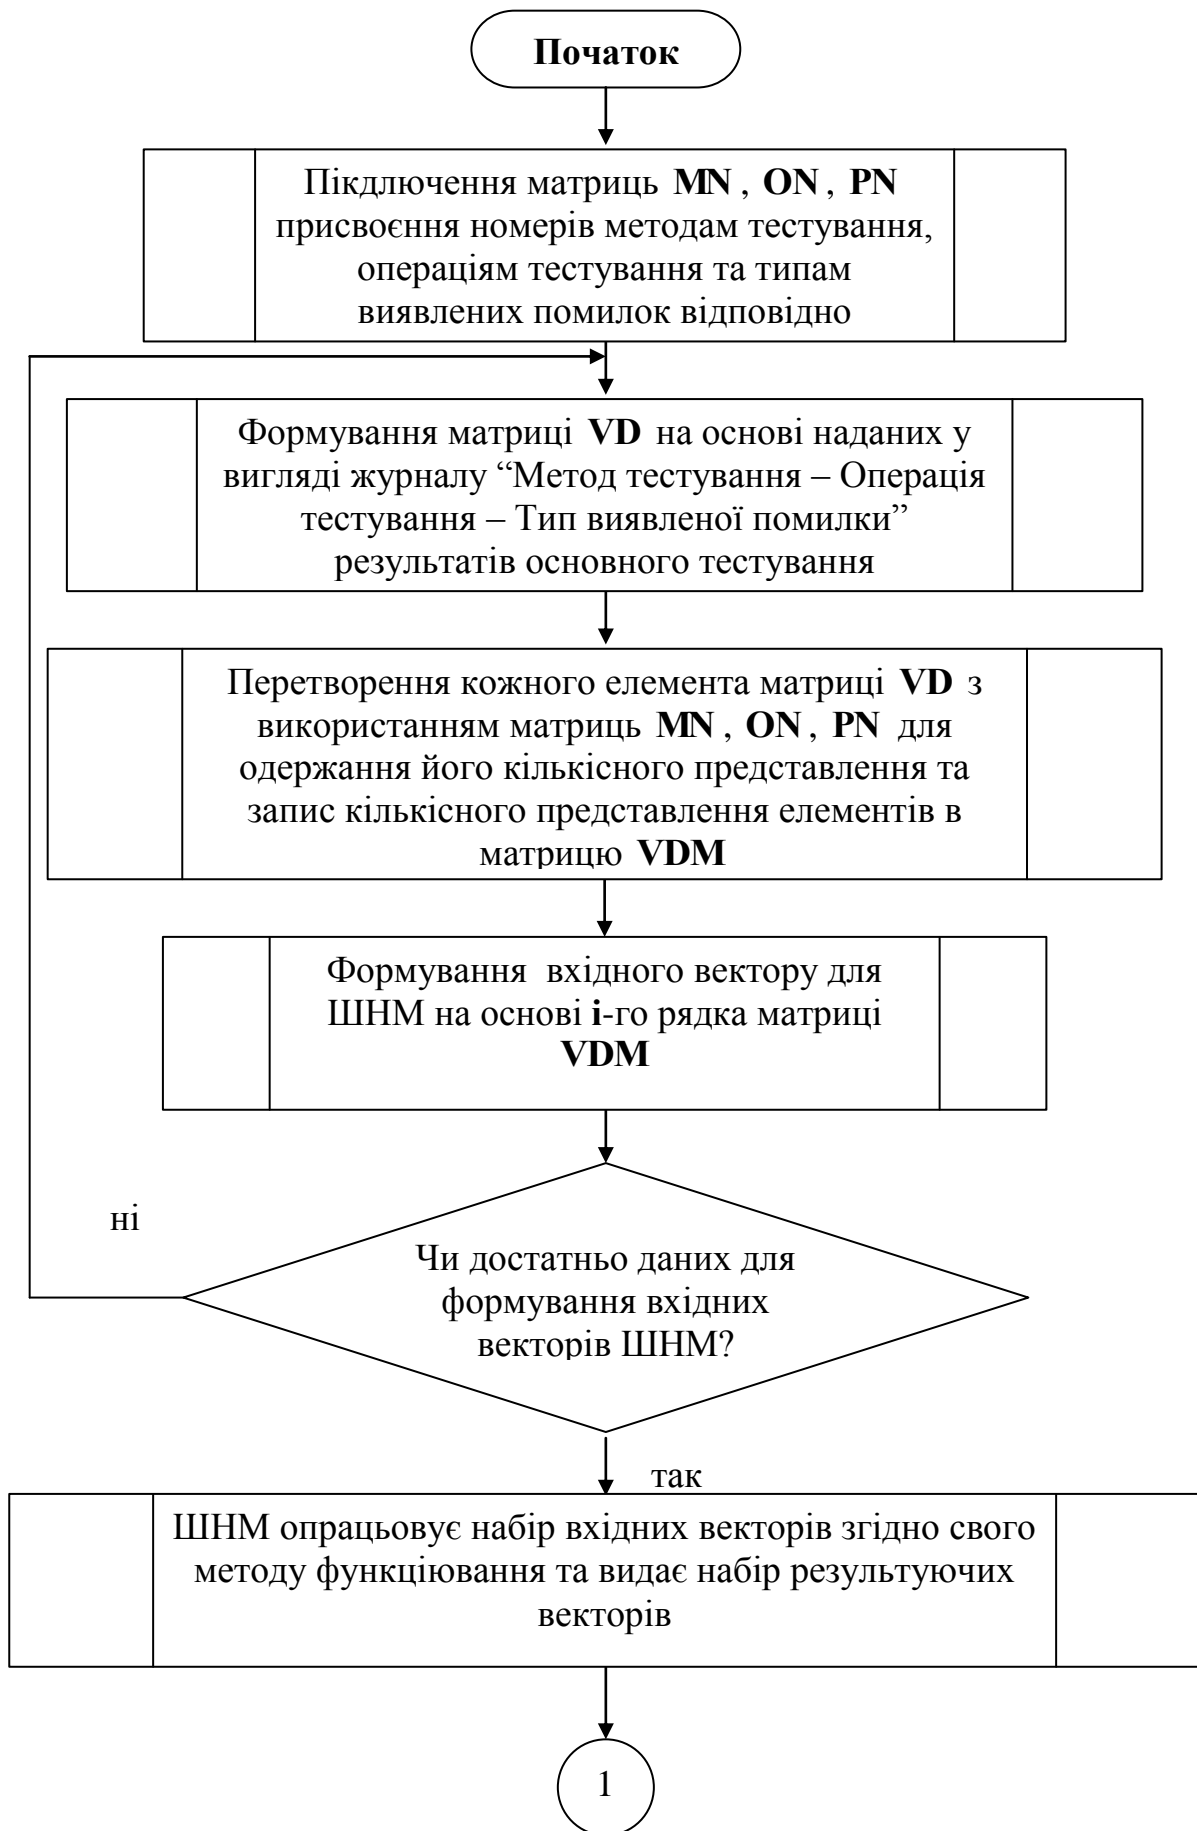 Початок
Пікдлючення матриць MN , ON , PN
присвоєння номерів методам тестування,
операціям тестування та типам
виявлених помилок відповідно
Формування матриці VD на основі наданих у
вигляді журналу “Метод тестування – Операція
тестування – Тип виявленої помилки”
результатів основного тестування
Перетворення кожного елемента матриці VD з
використанням матриць MN , ON , PN для
одержання його кількісного представлення та
запис кількісного представлення елементів в
матрицю VDM
Формування вхідного вектору для
ШНМ на основі i-го рядка матриці
VDM
ні
Чи достатньо даних для
формування вхідних
векторів ШНМ?
так
ШНМ опрацьовує набір вхідних векторів згідно свого
методу функціювання та видає набір результуючих
векторів
1